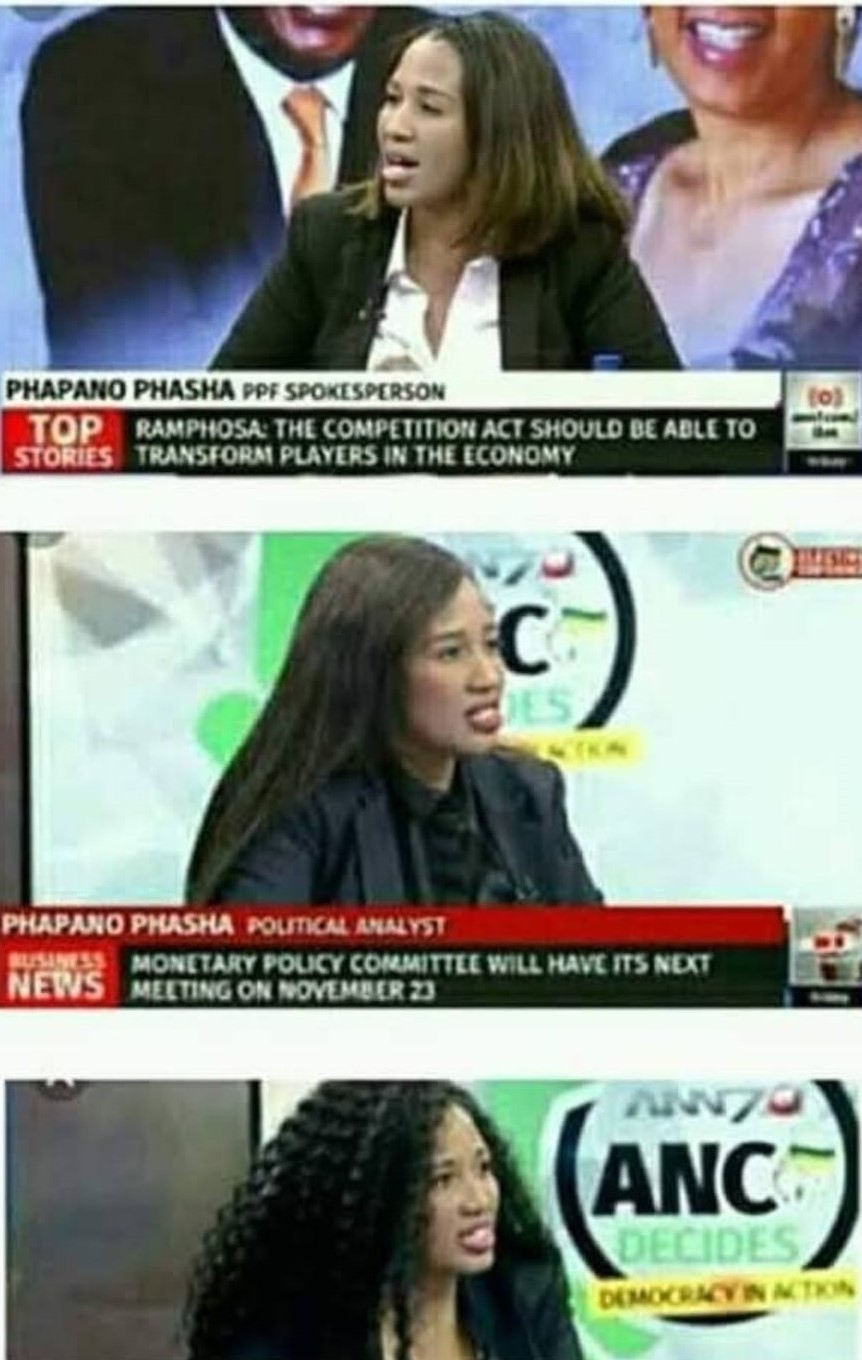 PHAPANO PHASHA PPF SPOKESPERSON
TOP
STORIES
RAMPHOSA: THE COMPETITION ACT SHOULD BE ABLE TO
TRANSFORM PLAYERS IN THE ECONOMY
C
ACTION
PHAPANO PHASHA POLITICAL ANALYST
BUSINESS
NEWS
MONETARY POLICY COMMITTEE WILL HAVE ITS NEXT
MEETING ON NOVEMBER 23
ANN7
ANC
DECIDES
DEMOCRACY IN ACTION